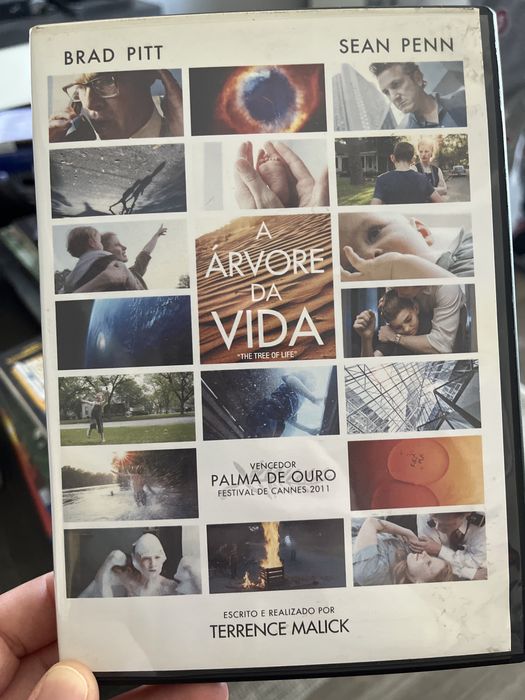 BRAD PITT
SEAN PENN
A
ÁRVORE
DA
VIDA
"THE TREE OF LIFE"
VENCEDOR
PALMA DE OURO
FESTIVAL DE CANNES 2011
ESCRITO E REALIZADO POR
TERRENCE MALICK